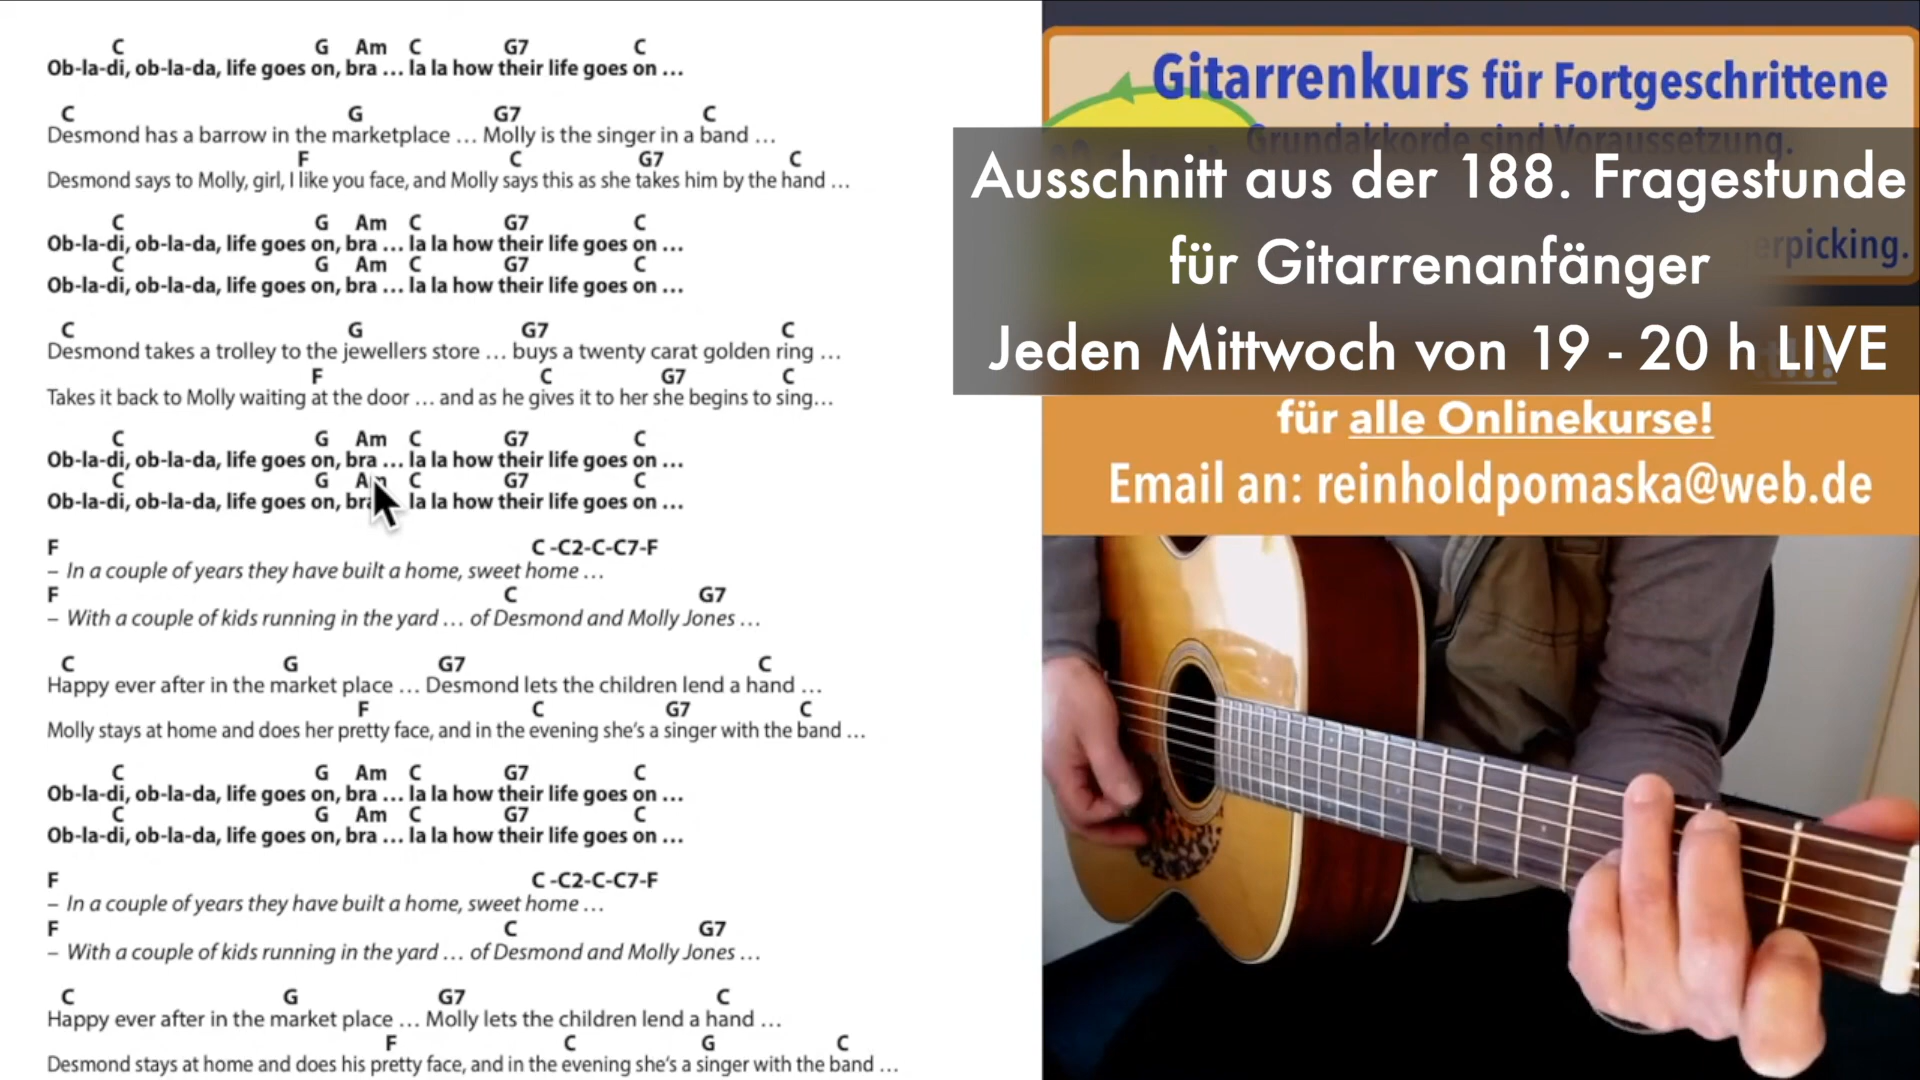 C G Am C G7 C
Ob-la-di, ob-la-da, life goes on, bra … la la how their life goes on …
C G G7 C
Desmond has a barrow in the marketplace … Molly is the singer in a band …
F C G7 C
Desmond says to Molly, girl, I like you face, and Molly says this as she takes him by the hand …
C G Am C G7 C
Ob-la-di, ob-la-da, life goes on, bra … la la how their life goes on …
C G Am C G7 C
Ob-la-di, ob-la-da, life goes on, bra … la la how their life goes on …
C G G7 C
Desmond takes a trolley to the jewellers store … buys a twenty carat golden ring …
F C G7 C
Takes it back to Molly waiting at the door … and as he gives it to her she begins to sing…
C G Am C G7 C
Ob-la-di, ob-la-da, life goes on, bra … la la how their life goes on …
C G Am C G7 C
Ob-la-di, ob-la-da, life goes on, bra la la how their life goes on …
F C -C2-C-C7-F
– In a couple of years they have built a home, sweet home …
F C G7
– With a couple of kids running in the yard … of Desmond and Molly Jones …
C G G7 C
Happy ever after in the market place … Desmond lets the children lend a hand …
F C G7 C
Molly stays at home and does her pretty face, and in the evening she's a singer with the band …
C G Am C G7 C
Ob-la-di, ob-la-da, life goes on, bra … la la how their life goes on …
C G Am C G7 C
Ob-la-di, ob-la-da, life goes on, bra … la la how their life goes on …
F C -C2-C-C7-F
– In a couple of years they have built a home, sweet home …
F C G7
– With a couple of kids running in the yard … of Desmond and Molly Jones …
C G G7 C
Happy ever after in the market place … Molly lets the children lend a hand …
F C G C
Desmond stays at home and does his pretty face, and in the evening she's a singer with the band …
Gitarrenkurs für Fortgeschrittene
Grundakkorde sind Voraussetzung.
Ausschnitt aus der 188. Fragestunde
für Gitarrenanfänger
erpicking.
Jeden Mittwoch von 19 - 20 h LIVE
für alle Onlinekurse!
Email an: reinholdpomaska@web.de